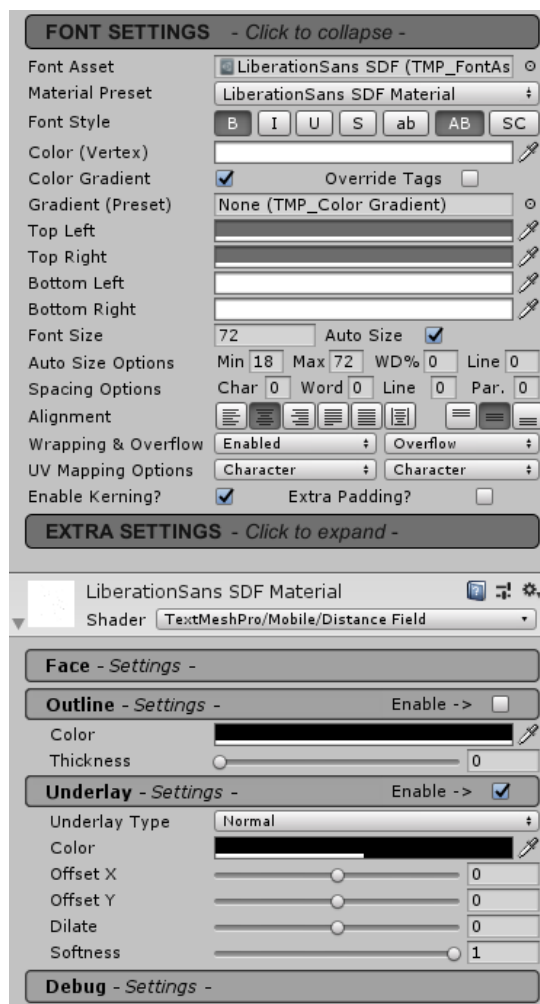 FONT SETTINGS - Click to collapse -
Font Asset LiberationSans SDF (TMP_FontAs
Material Preset LiberationSans SDF Material
Font Style B I U S ab AB SC
Color (Vertex)
Color Gradient Override Tags
Gradient (Preset) None (TMP_Color Gradient)
Top Left
Top Right
Bottom Left
Bottom Right
Font Size 72 Auto Size
Auto Size Options Min 18 Max 72 WD% 0 Line 0
Spacing Options Char 0 Word 0 Line 0 Par. 0
Alignment
Wrapping & Overflow Enabled Overflow
UV Mapping Options Character Character
Enable Kerning? Extra Padding?
EXTRA SETTINGS - Click to expand -
LiberationSans SDF Material
Shader TextMeshPro/Mobile/Distance Field
Face - Settings -
Outline - Settings - Enable ->
Color
Thickness 0
Underlay - Settings - Enable ->
Underlay Type Normal
Color
Offset X 0
Offset Y 0
Dilate 0
Softness 1
Debug - Settings -